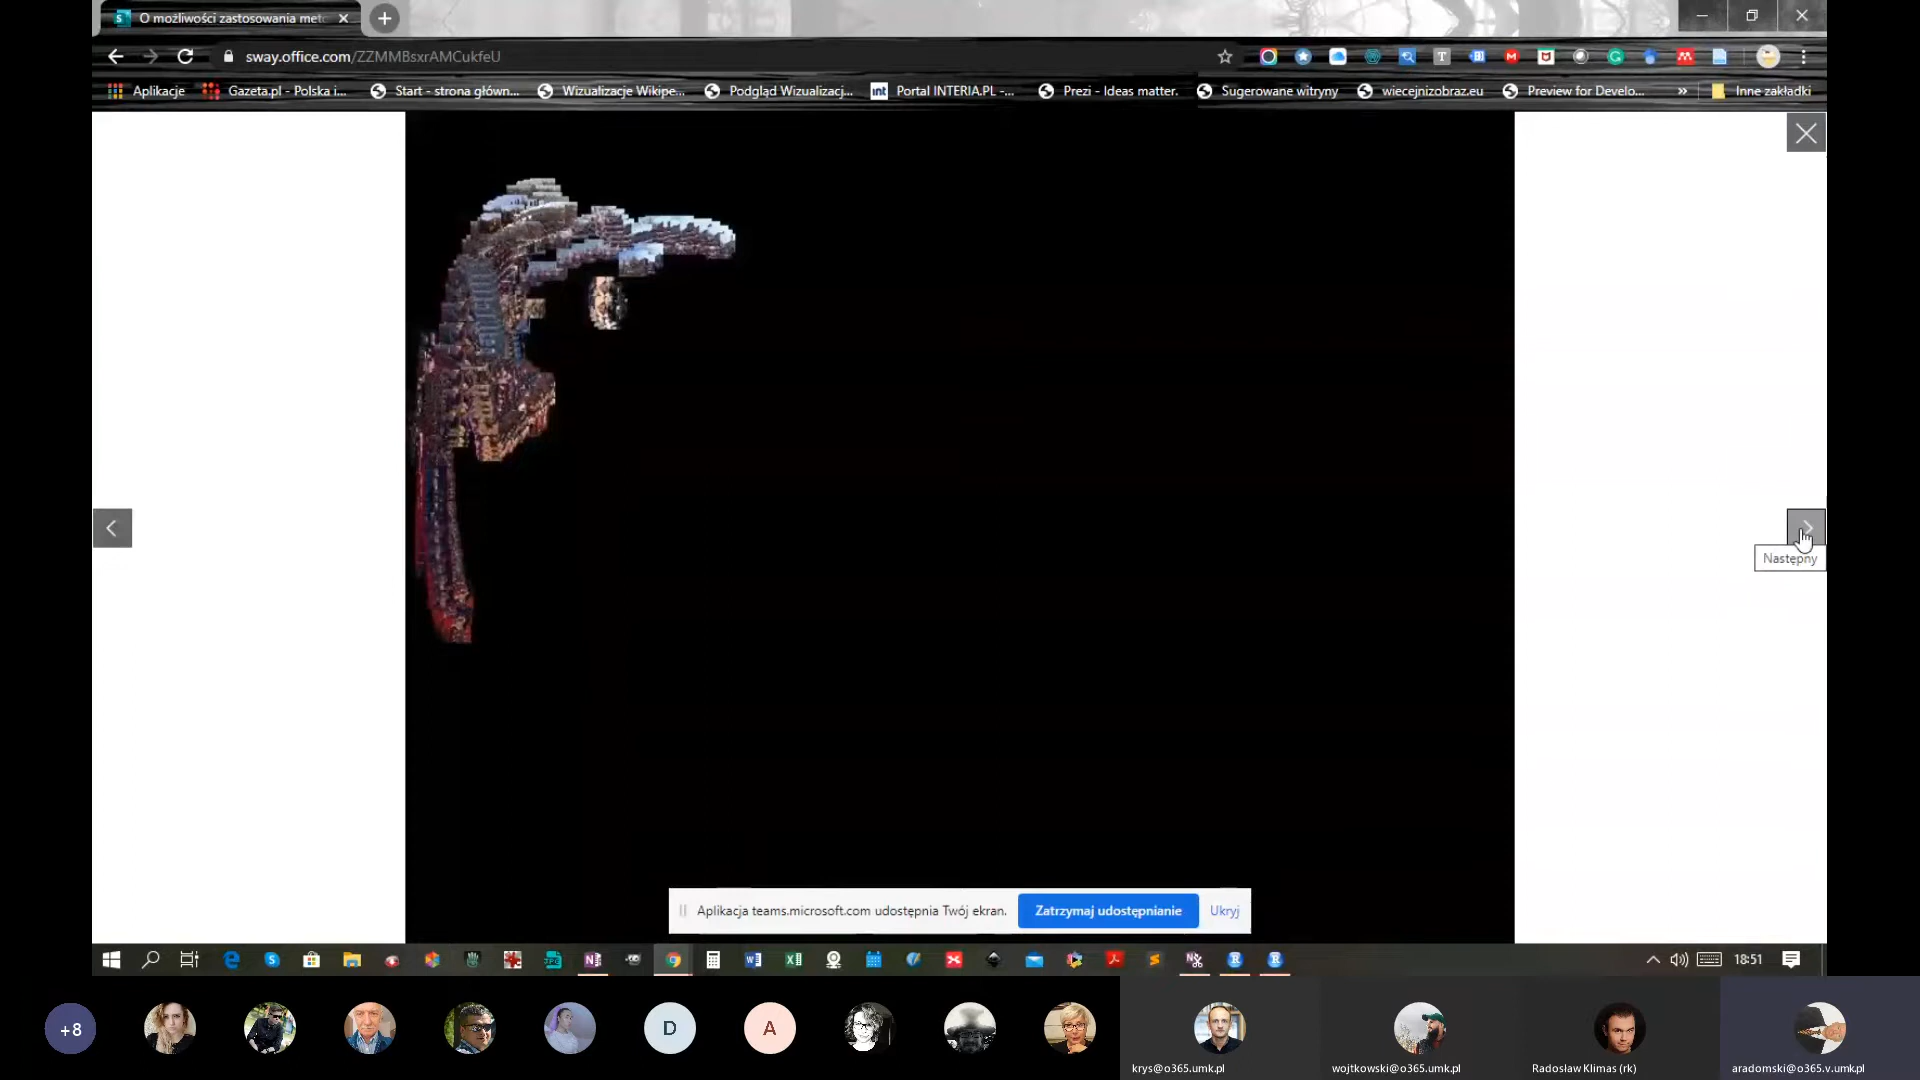 O możliwości zastosowania met
sway.office.com/ZZMMBsxrAMCukfeU
Aplikacje
Gazeta.pl - Polska i...
Start - strona główn...
Wizualizacje Wikipe...
Podgląd Wizualizacj...
int Portal INTERIA.PL -...
Prezi - Ideas matter.
Sugerowane witryny
wiecejnizobraz.eu
Preview for Develo...
»
Inne zakładki
Następny
Aplikacja teams.microsoft.com udostępnia Twój ekran.
Zatrzymaj udostępnianie
Ukryj
18:51
+8
D
A
krys@o365.umk.pl
wojtkowski@o365.umk.pl
Radosław Klimas (rk)
aradomski@o365.v.umk.pl